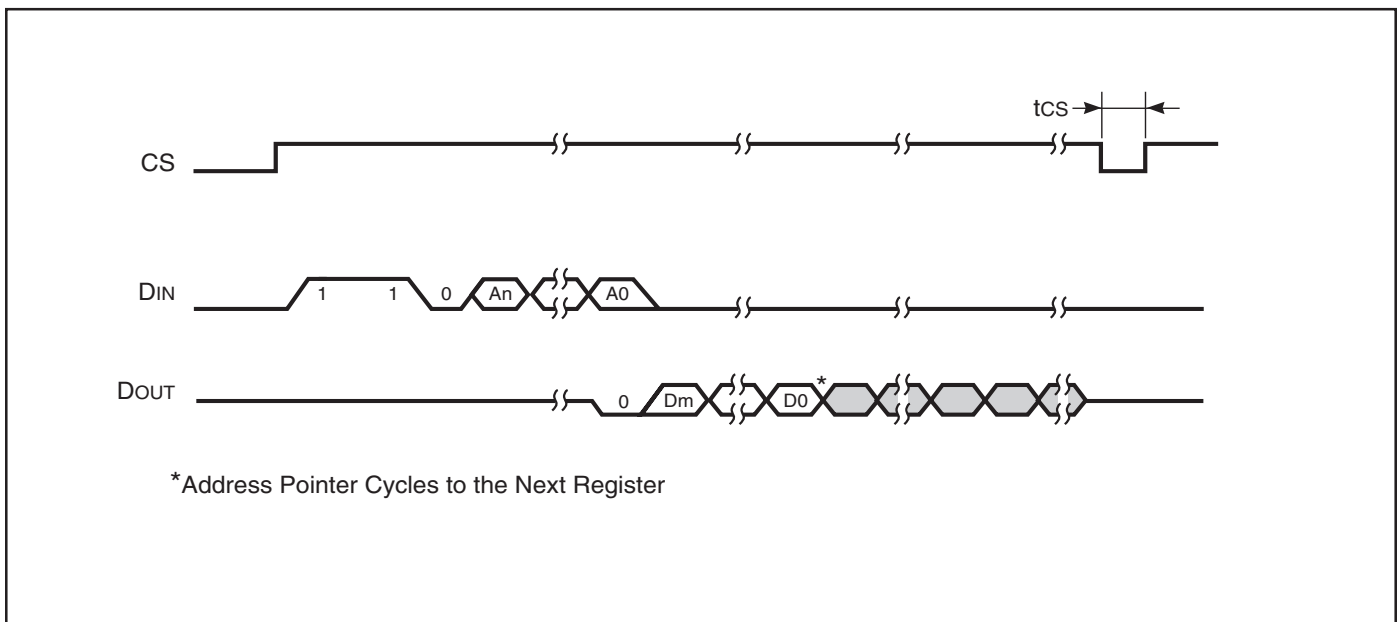 tCS
CS
DIN
1 1 0 An A0
DOUT
0 Dm D0 *
*Address Pointer Cycles to the Next Register